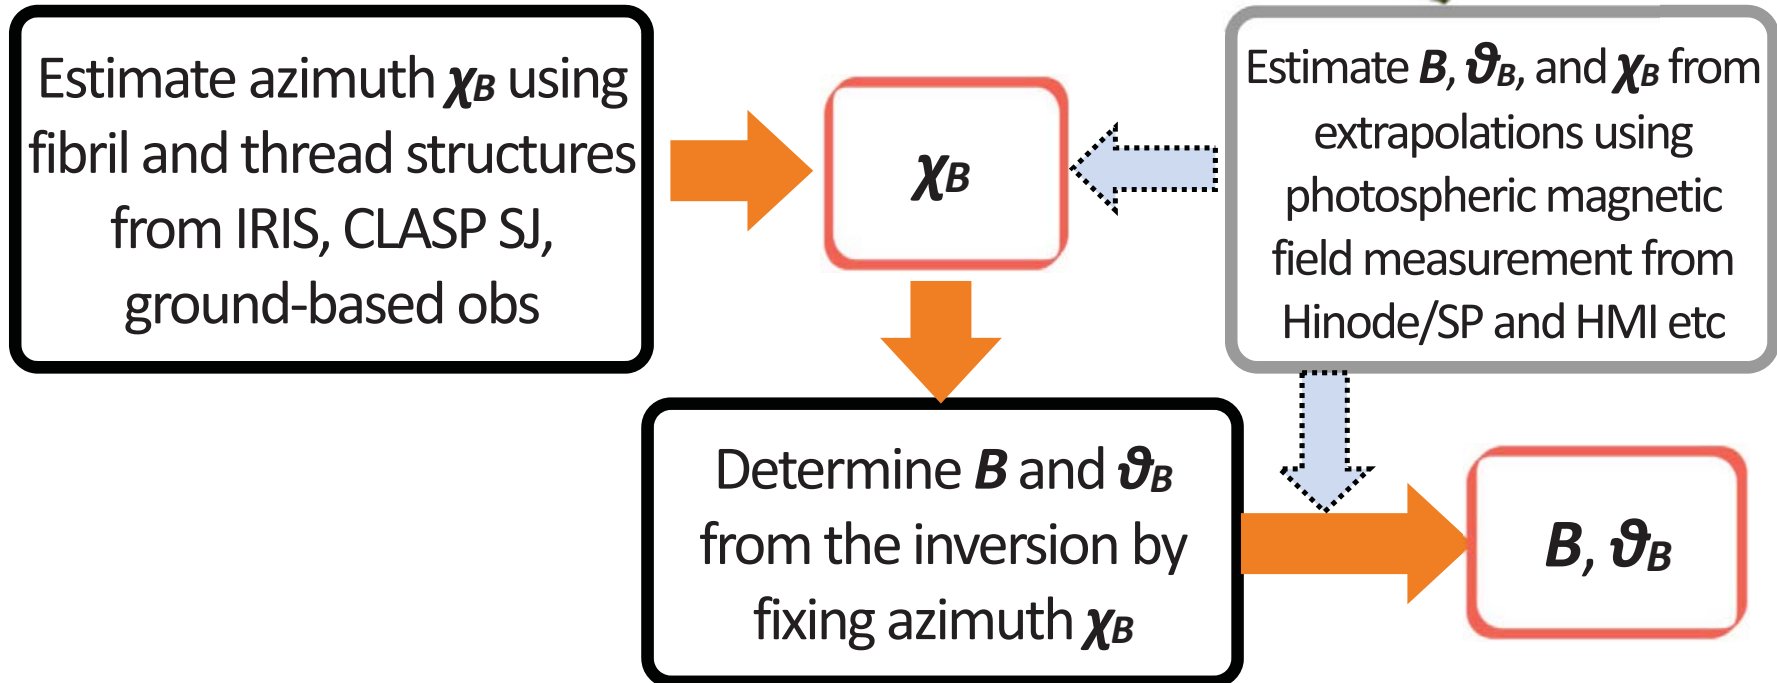 Estimate azimuth χB using
fibril and thread structures
from IRIS, CLASP SJ,
ground-based obs
χB
Estimate B, ϑB, and χB from
extrapolations using
photospheric magnetic
field measurement from
Hinode/SP and HMI etc
Determine B and ϑB
from the inversion by
fixing azimuth χB
B, ϑB